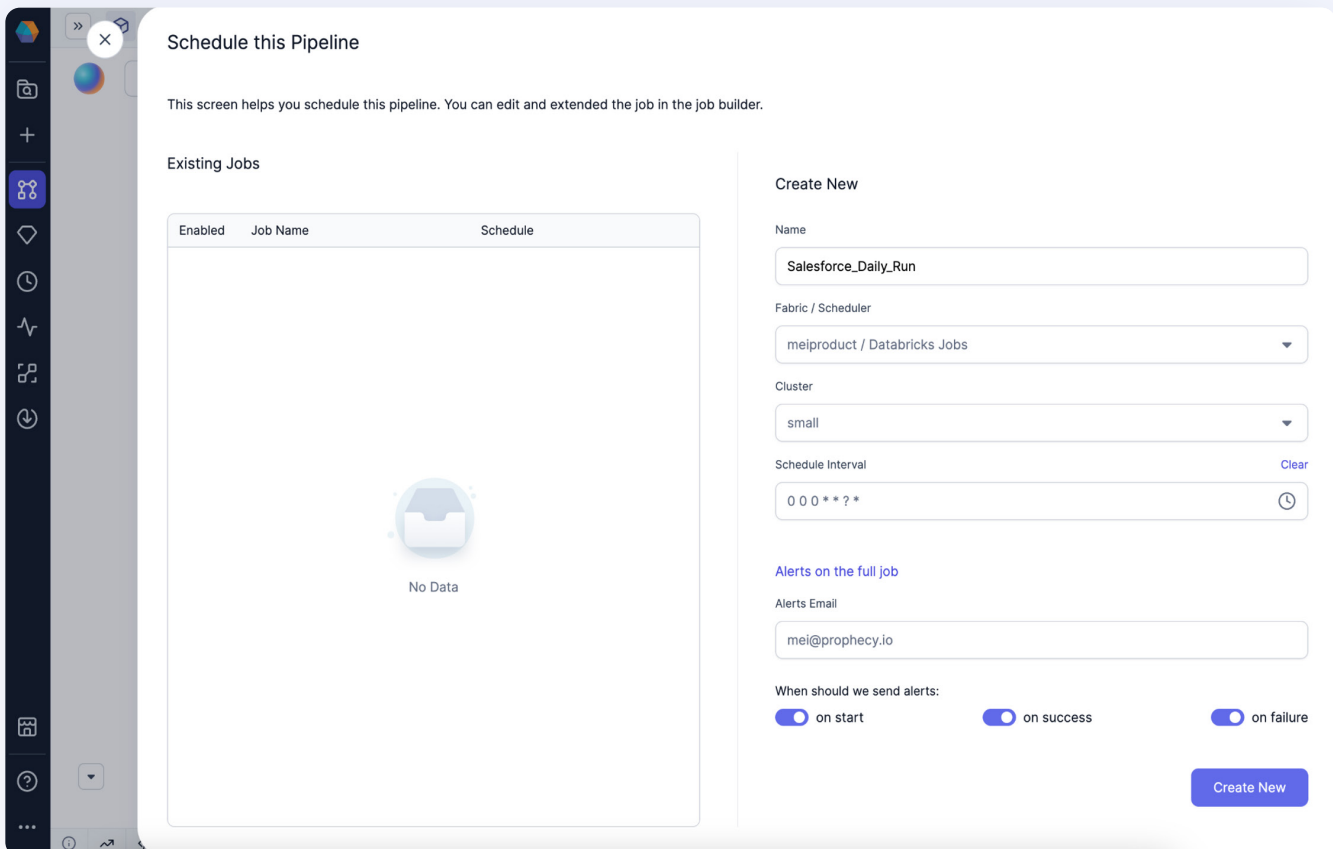 Schedule this Pipeline
This screen helps you schedule this pipeline. You can edit and extended the job in the job builder.
Existing Jobs
Enabled Job Name Schedule
No Data
Create New
Name
Salesforce_Daily_Run
Fabric / Scheduler
meiproduct / Databricks Jobs
Cluster
small
Schedule Interval Clear
0 0 0 * * ? *
Alerts on the full job
Alerts Email
mei@prophecy.io
When should we send alerts:
on start on success on failure
Create New